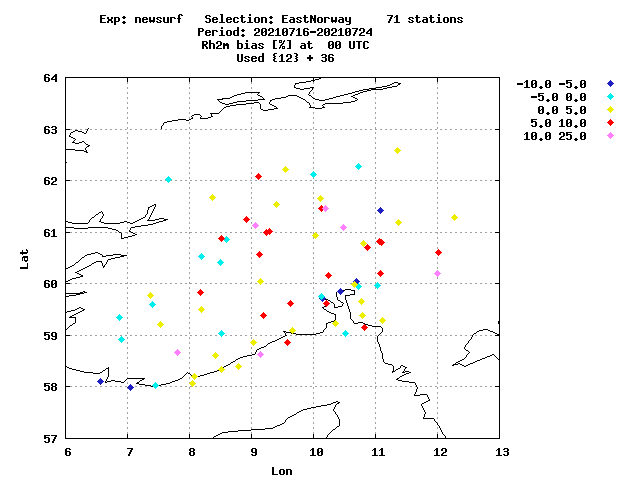 Exp: newsurf Selection: EastNorway 71 stations
Period: 20210716-20210724
Rh2m bias [%] at 00 UTC
Used {12} + 36
-10.0 -5.0
-5.0 0.0
0.0 5.0
5.0 10.0
10.0 25.0
64
63
62
61
60
59
58
57
Lat
6 7 8 9 10 11 12 13
Lon